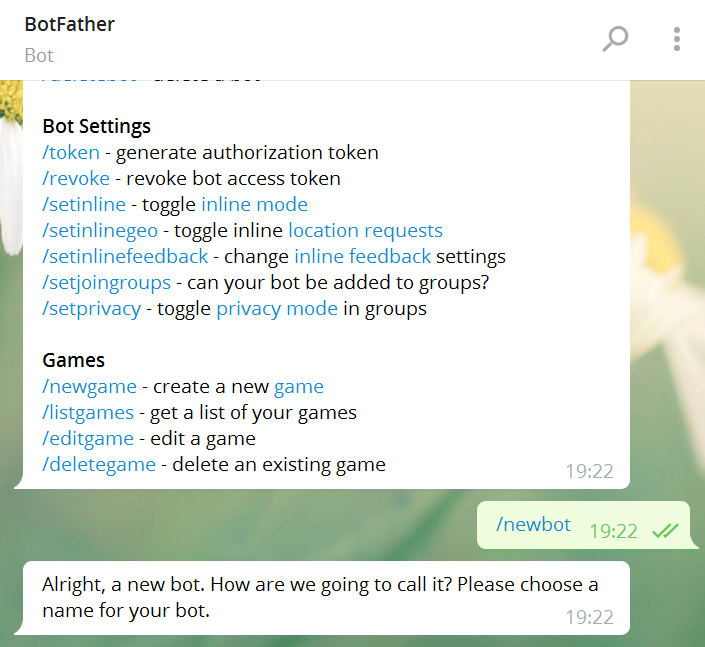 BotFather
Bot
Bot Settings
/token - generate authorization token
/revoke - revoke bot access token
/setinline - toggle inline mode
/setinlinegeo - toggle inline location requests
/setinlinefeedback - change inline feedback settings
/setjoingroups - can your bot be added to groups?
/setprivacy - toggle privacy mode in groups
Games
/newgame - create a new game
/listgames - get a list of your games
/editgame - edit a game
/deletegame - delete an existing game
19:22
/newbot 19:22
Alright, a new bot. How are we going to call it? Please choose a
name for your bot.
19:22